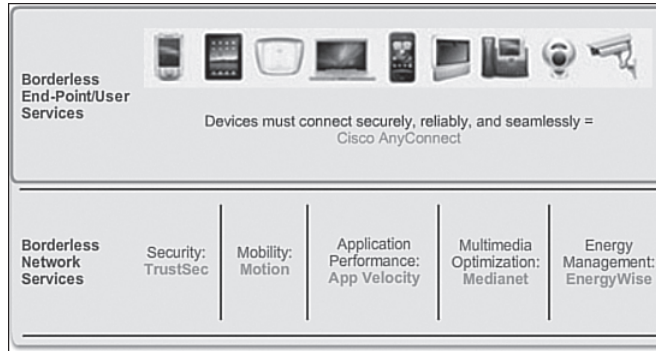 Borderless
End-Point/User
Services
Devices must connect securely, reliably, and seamlessly =
Cisco AnyConnect
Borderless
Network
Services
Security:
TrustSec
Mobility:
Motion
Application
Performance:
App Velocity
Multimedia
Optimization:
Medianet
Energy
Management:
EnergyWise